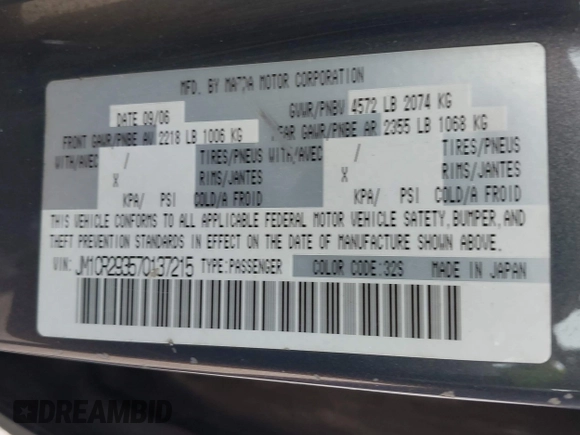 MFD. BY MAZDA MOTOR CORPORATION
DATE 09/06 GVWR/PNBV 4572 LB 2074 KG
FRONT GAWR/PNBE AV 2218 LB 1006 KG REAR GAWR/PNBE AR 2355 LB 1068 KG
WITH/AVEC / TIRES/PNEUS WITH/AVEC / TIRES/PNEUS
X RIMS/JANTES X RIMS/JANTES
KPA/ PSI COLD/A FROID KPA/ PSI COLD/A FROID
THIS VEHICLE CONFORMS TO ALL APPLICABLE FEDERAL MOTOR VEHICLE SAFETY, BUMPER, AND
THEFT PREVENTION STANDARDS IN EFFECT ON THE DATE OF MANUFACTURE SHOWN ABOVE.
VIN: JM1CR293570137215 TYPE:PASSENGER COLOR CODE:32S MADE IN JAPAN
DREAMBID